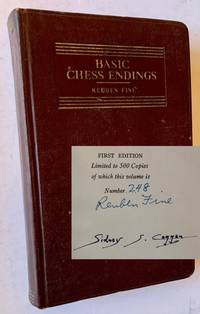 BASIC
CHESS ENDINGS
REUBEN FINE
FIRST EDITION
Limited to 500 Copies
of which this volume is
Number 248
Reuben Fine
Sidney S.